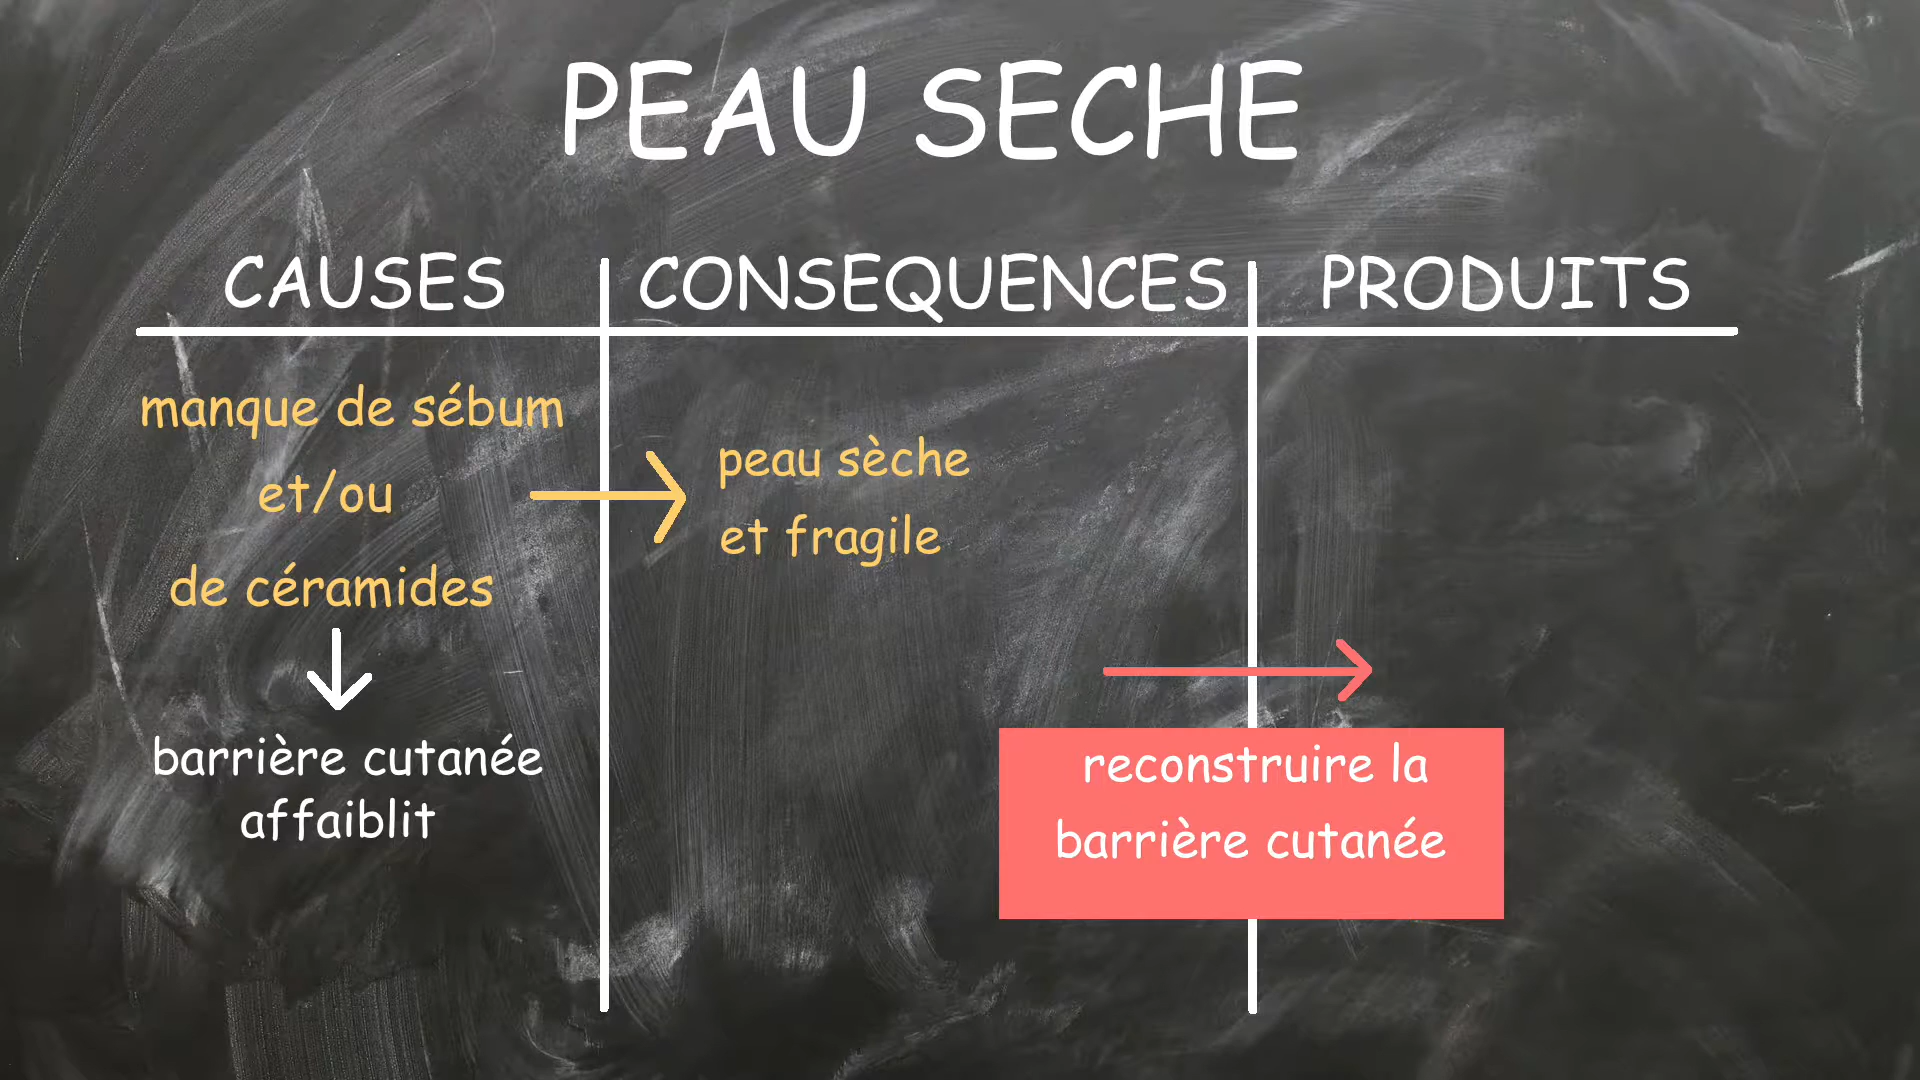 PEAU SECHE
CAUSES
CONSEQUENCES
PRODUITS
manque de sébum
et/ou
de céramides
barrière cutanée
affaiblit
peau sèche
et fragile
reconstruire la
barrière cutanée